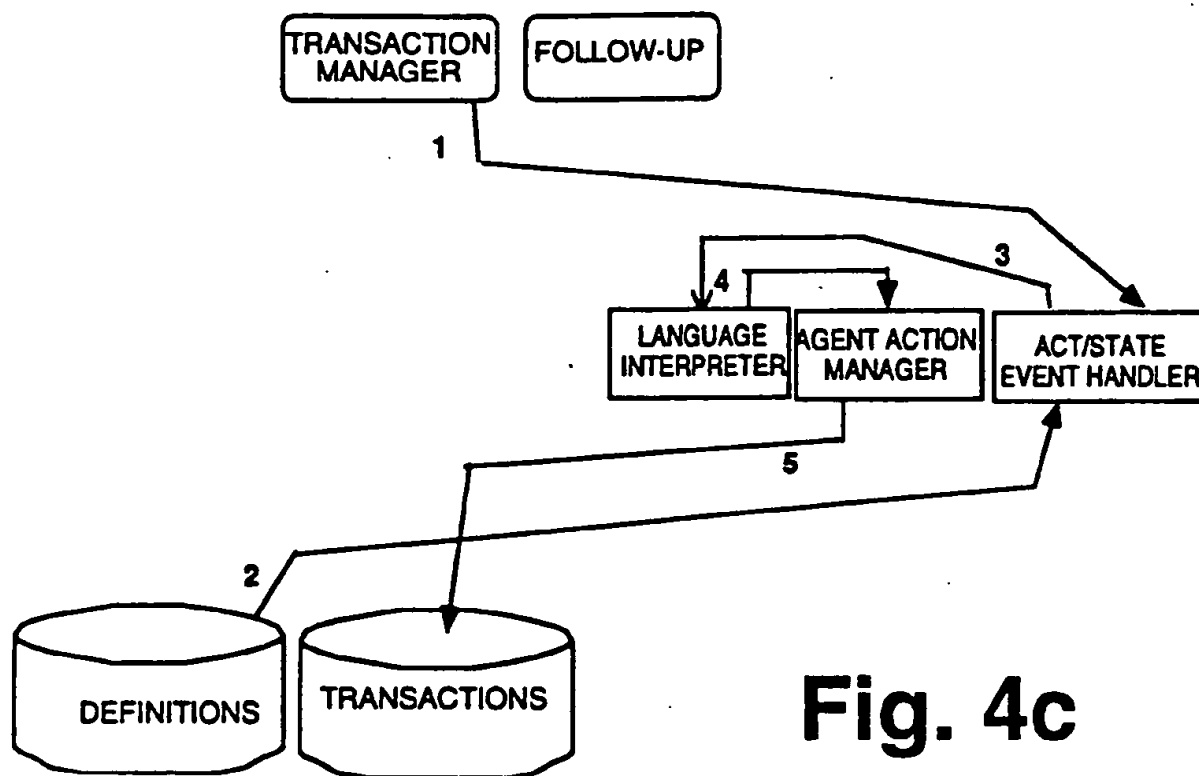 TRANSACTION
MANAGER
FOLLOW-UP
1
3
4
LANGUAGE
INTERPRETER
AGENT ACTION
MANAGER
ACT/STATE
EVENT HANDLER
5
2
DEFINITIONS
TRANSACTIONS
Fig. 4c